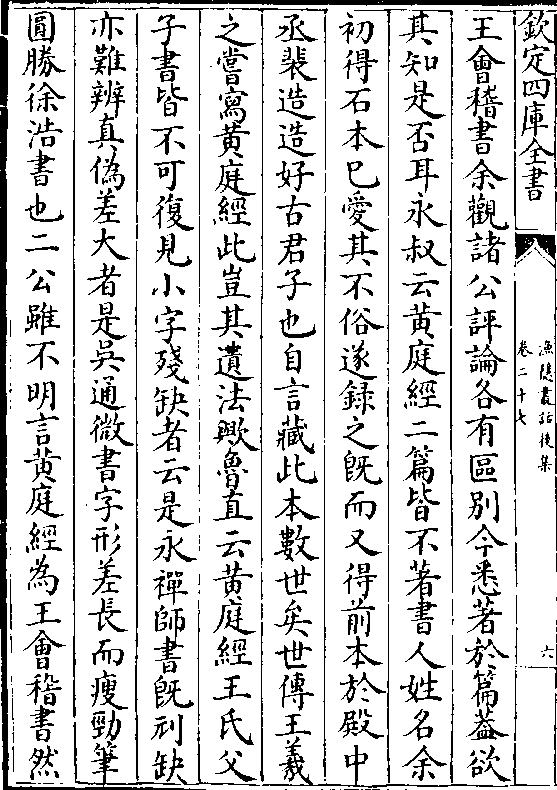 欽定四庫全書
漁隱叢話後集
卷二十七
六
王會稽書余觀諸公評論各有區别今悉著於篇葢欲
其知是否耳永叔云黄庭經二篇皆不著書人姓名余
初得石本已愛其不俗遂録之既而又得前本於殿中
丞裴造造好古君子也自言藏此本數世矣世傳王羲
之嘗寫黄庭經此豈其遺法歟魯直云黄庭經王氏父
子書皆不可復見小字殘缺者云是永禪師書既刓缺
亦難辨真偽差大者是吳通微書字形差長而瘦勁筆
圓勝徐浩書也二公雖不明言黄庭經為王會稽書然